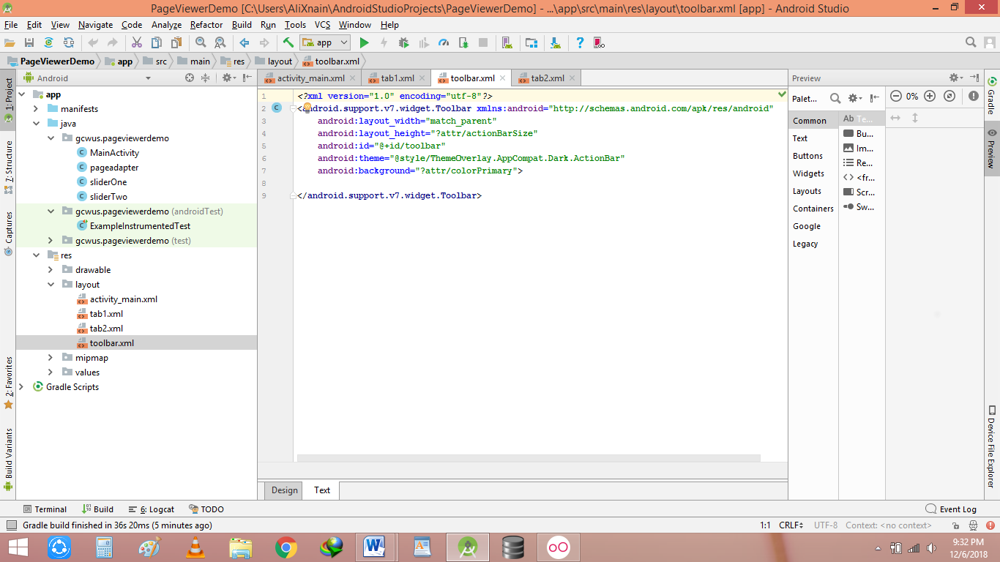 PageViewerDemo [C:\Users\AliXnain\AndroidStudioProjects\PageViewerDemo] - ...\app\src\main\res\layout\toolbar.xml [app] - Android Studio
File Edit View Navigate Code Analyze Refactor Build Run Tools VCS Window Help
app
PageViewerDemo app src main res layout toolbar.xml
Android
activity_main.xml tab1.xml toolbar.xml tab2.xml
Preview
1: Project
7: Structure
Captures
2: Favorites
Build Variants
app
manifests
java
gcwus.pageviewerdemo
MainActivity
pageadapter
sliderOne
sliderTwo
gcwus.pageviewerdemo (androidTest)
ExampleInstrumentedTest
gcwus.pageviewerdemo (test)
res
drawable
layout
activity_main.xml
tab1.xml
tab2.xml
toolbar.xml
mipmap
values
Gradle Scripts
1 <?xml version="1.0" encoding="utf-8"?>
2 <android.support.v7.widget.Toolbar xmlns:android="http://schemas.android.com/apk/res/android"
3 android:layout_width="match_parent"
4 android:layout_height="?attr/actionBarSize"
5 android:id="@+id/toolbar"
6 android:theme="@style/ThemeOverlay.AppCompat.Dark.ActionBar"
7 android:background="?attr/colorPrimary">
8
9 </android.support.v7.widget.Toolbar>
Design Text
Palet...
0%
Common
Text
Buttons
Widgets
Layouts
Containers
Google
Legacy
Ab Te...
Bu...
Im...
Re...
<fr...
Scr...
Sw...
Gradle
Preview
Device File Explorer
Terminal Build 6: Logcat TODO Event Log
Gradle build finished in 36s 20ms (5 minutes ago) 1:1 CRLF UTF-8 Context: <no context>
9:32 PM
12/6/2018